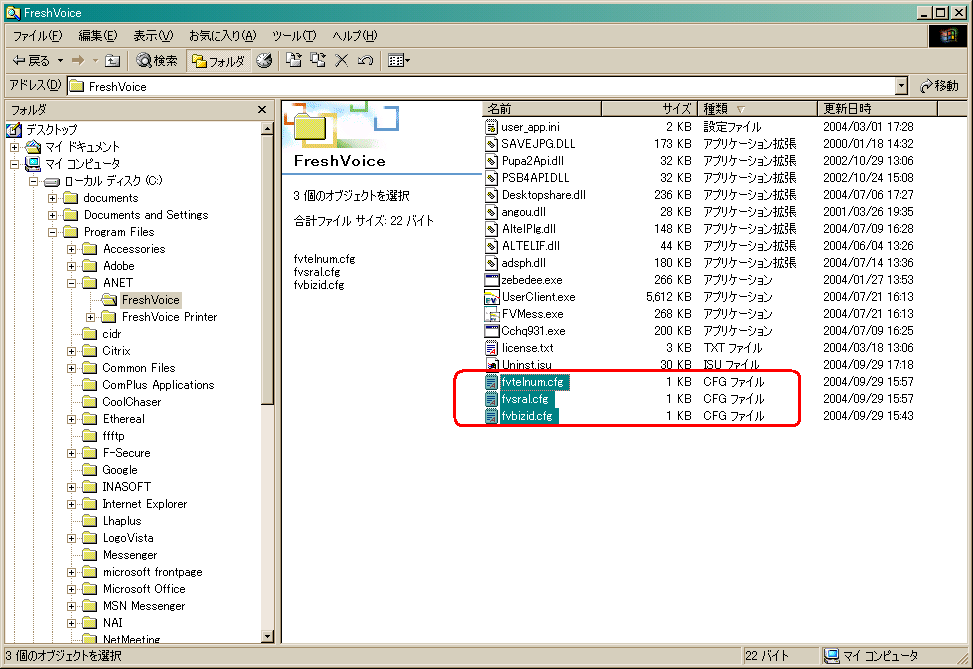 FreshVoice
ファイル(F) 編集(E) 表示(V) お気に入り(A) ツール(T) ヘルプ(H)
戻る 検索 フォルダ
アドレス(D) FreshVoice 移動
フォルダ
デスクトップ
マイ ドキュメント
マイ コンピュータ
ローカル ディスク (C:)
documents
Documents and Settings
Program Files
Accessories
Adobe
ANET
FreshVoice
FreshVoice Printer
cidr
Citrix
Common Files
ComPlus Applications
CoolChaser
Ethereal
ffftp
F-Secure
Google
INASOFT
Internet Explorer
Lhaplus
LogoVista
Messenger
microsoft frontpage
Microsoft Office
MSN Messenger
NAI
NetMeeting
FreshVoice
3 個のオブジェクトを選択
合計ファイル サイズ: 22 バイト
fvtelnum.cfg
fvsral.cfg
fvbizid.cfg
名前 サイズ 種類 更新日時
user_app.ini 2 KB 設定ファイル 2004/03/01 17:28
SAVEJPG.DLL 173 KB アプリケーション拡張 2000/01/18 14:32
Pupa2Api.dll 32 KB アプリケーション拡張 2002/10/29 13:06
PSB4API.DLL 32 KB アプリケーション拡張 2002/10/24 15:08
Desktopshare.dll 236 KB アプリケーション拡張 2004/07/06 17:27
angou.dll 28 KB アプリケーション拡張 2001/03/26 19:35
AltelPlg.dll 148 KB アプリケーション拡張 2004/07/09 16:28
ALTELIF.dll 44 KB アプリケーション拡張 2004/06/04 13:26
adsph.dll 180 KB アプリケーション拡張 2004/07/14 13:36
zebedee.exe 266 KB アプリケーション 2004/01/27 13:53
UserClient.exe 5,612 KB アプリケーション 2004/07/21 16:13
FVMess.exe 268 KB アプリケーション 2004/07/21 16:13
Cchq931.exe 200 KB アプリケーション 2004/07/09 16:25
license.txt 3 KB TXT ファイル 2004/03/18 13:06
Uninst.isu 30 KB ISU ファイル 2004/09/29 17:18
fvtelnum.cfg 1 KB CFG ファイル 2004/09/29 15:57
fvsral.cfg 1 KB CFG ファイル 2004/09/29 15:57
fvbizid.cfg 1 KB CFG ファイル 2004/09/29 15:43
3 個のオブジェクトを選択 22 バイト マイ コンピュータ